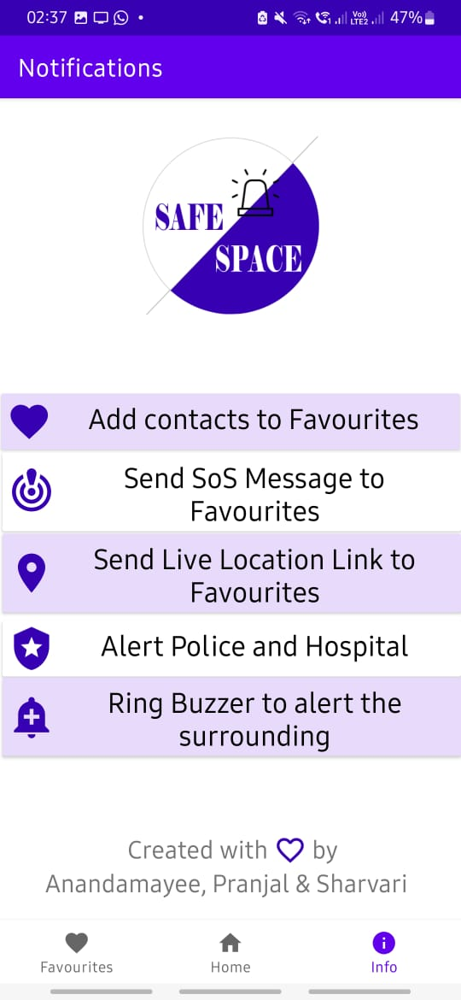 02:37
Vo))
LTE2
47%
Notifications
SAFE
SPACE
Add contacts to Favourites
Send SoS Message to
Favourites
Send Live Location Link to
Favourites
Alert Police and Hospital
Ring Buzzer to alert the
surrounding
Created with by
Anandamayee, Pranjal & Sharvari
Favourites Home Info